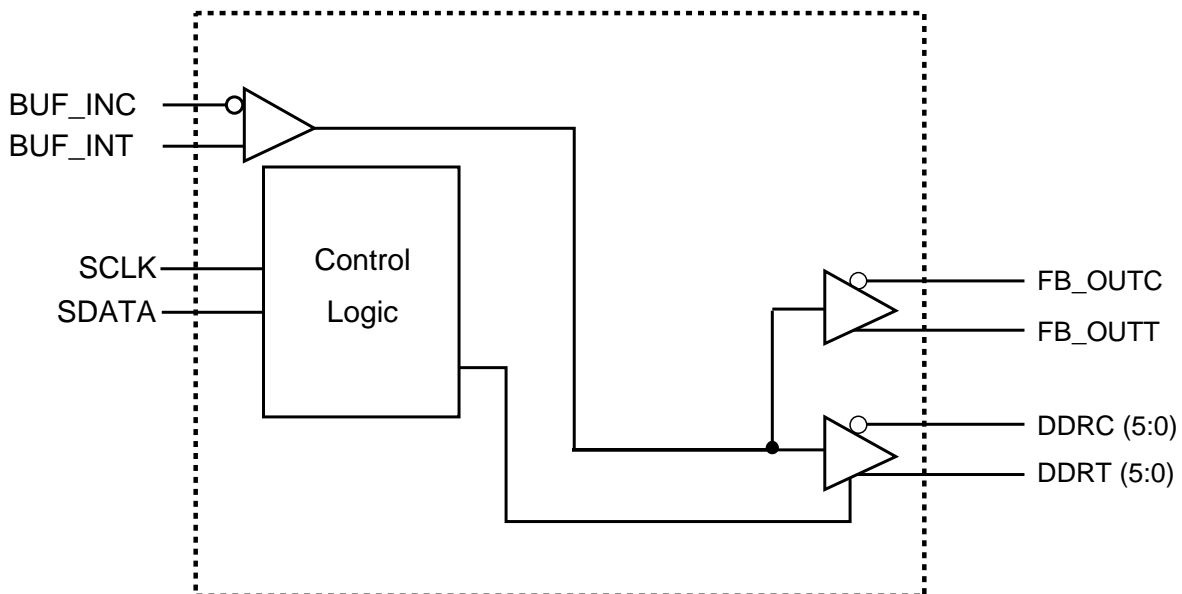 BUF_INC
BUF_INT
SCLK
SDATA
Control
Logic
FB_OUTC
FB_OUTT
DDRC (5:0)
DDRT (5:0)